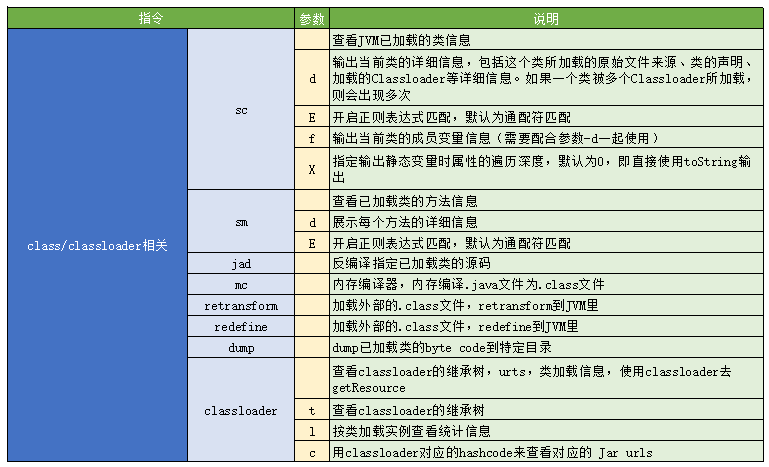 指令 参数 说明
class/classloader相关
sc
查看JVM已加载的类信息
d 输出当前类的详细信息，包括这个类所加载的原始文件来源、类的声明、
加载的Classloader等详细信息。如果一个类被多个Classloader所加载，
则会出现多次
E 开启正则表达式匹配，默认为通配符匹配
f 输出当前类的成员变量信息（需要配合参数-d一起使用）
X 指定输出静态变量时属性的遍历深度，默认为0，即直接使用toString输
出
sm
查看已加载类的方法信息
d 展示每个方法的详细信息
E 开启正则表达式匹配，默认为通配符匹配
jad 反编译指定已加载类的源码
mc 内存编译器，内存编译.java文件为.class文件
retransform 加载外部的.class文件，retransform到JVM里
redefine 加载外部的.class文件，redefine到JVM里
dump dump已加载类的byte code到特定目录
classloader
查看classloader的继承树，urts，类加载信息，使用classloader去
getResource
t 查看classloader的继承树
l 按类加载实例查看统计信息
c 用classloader对应的hashcode来查看对应的 Jar urls